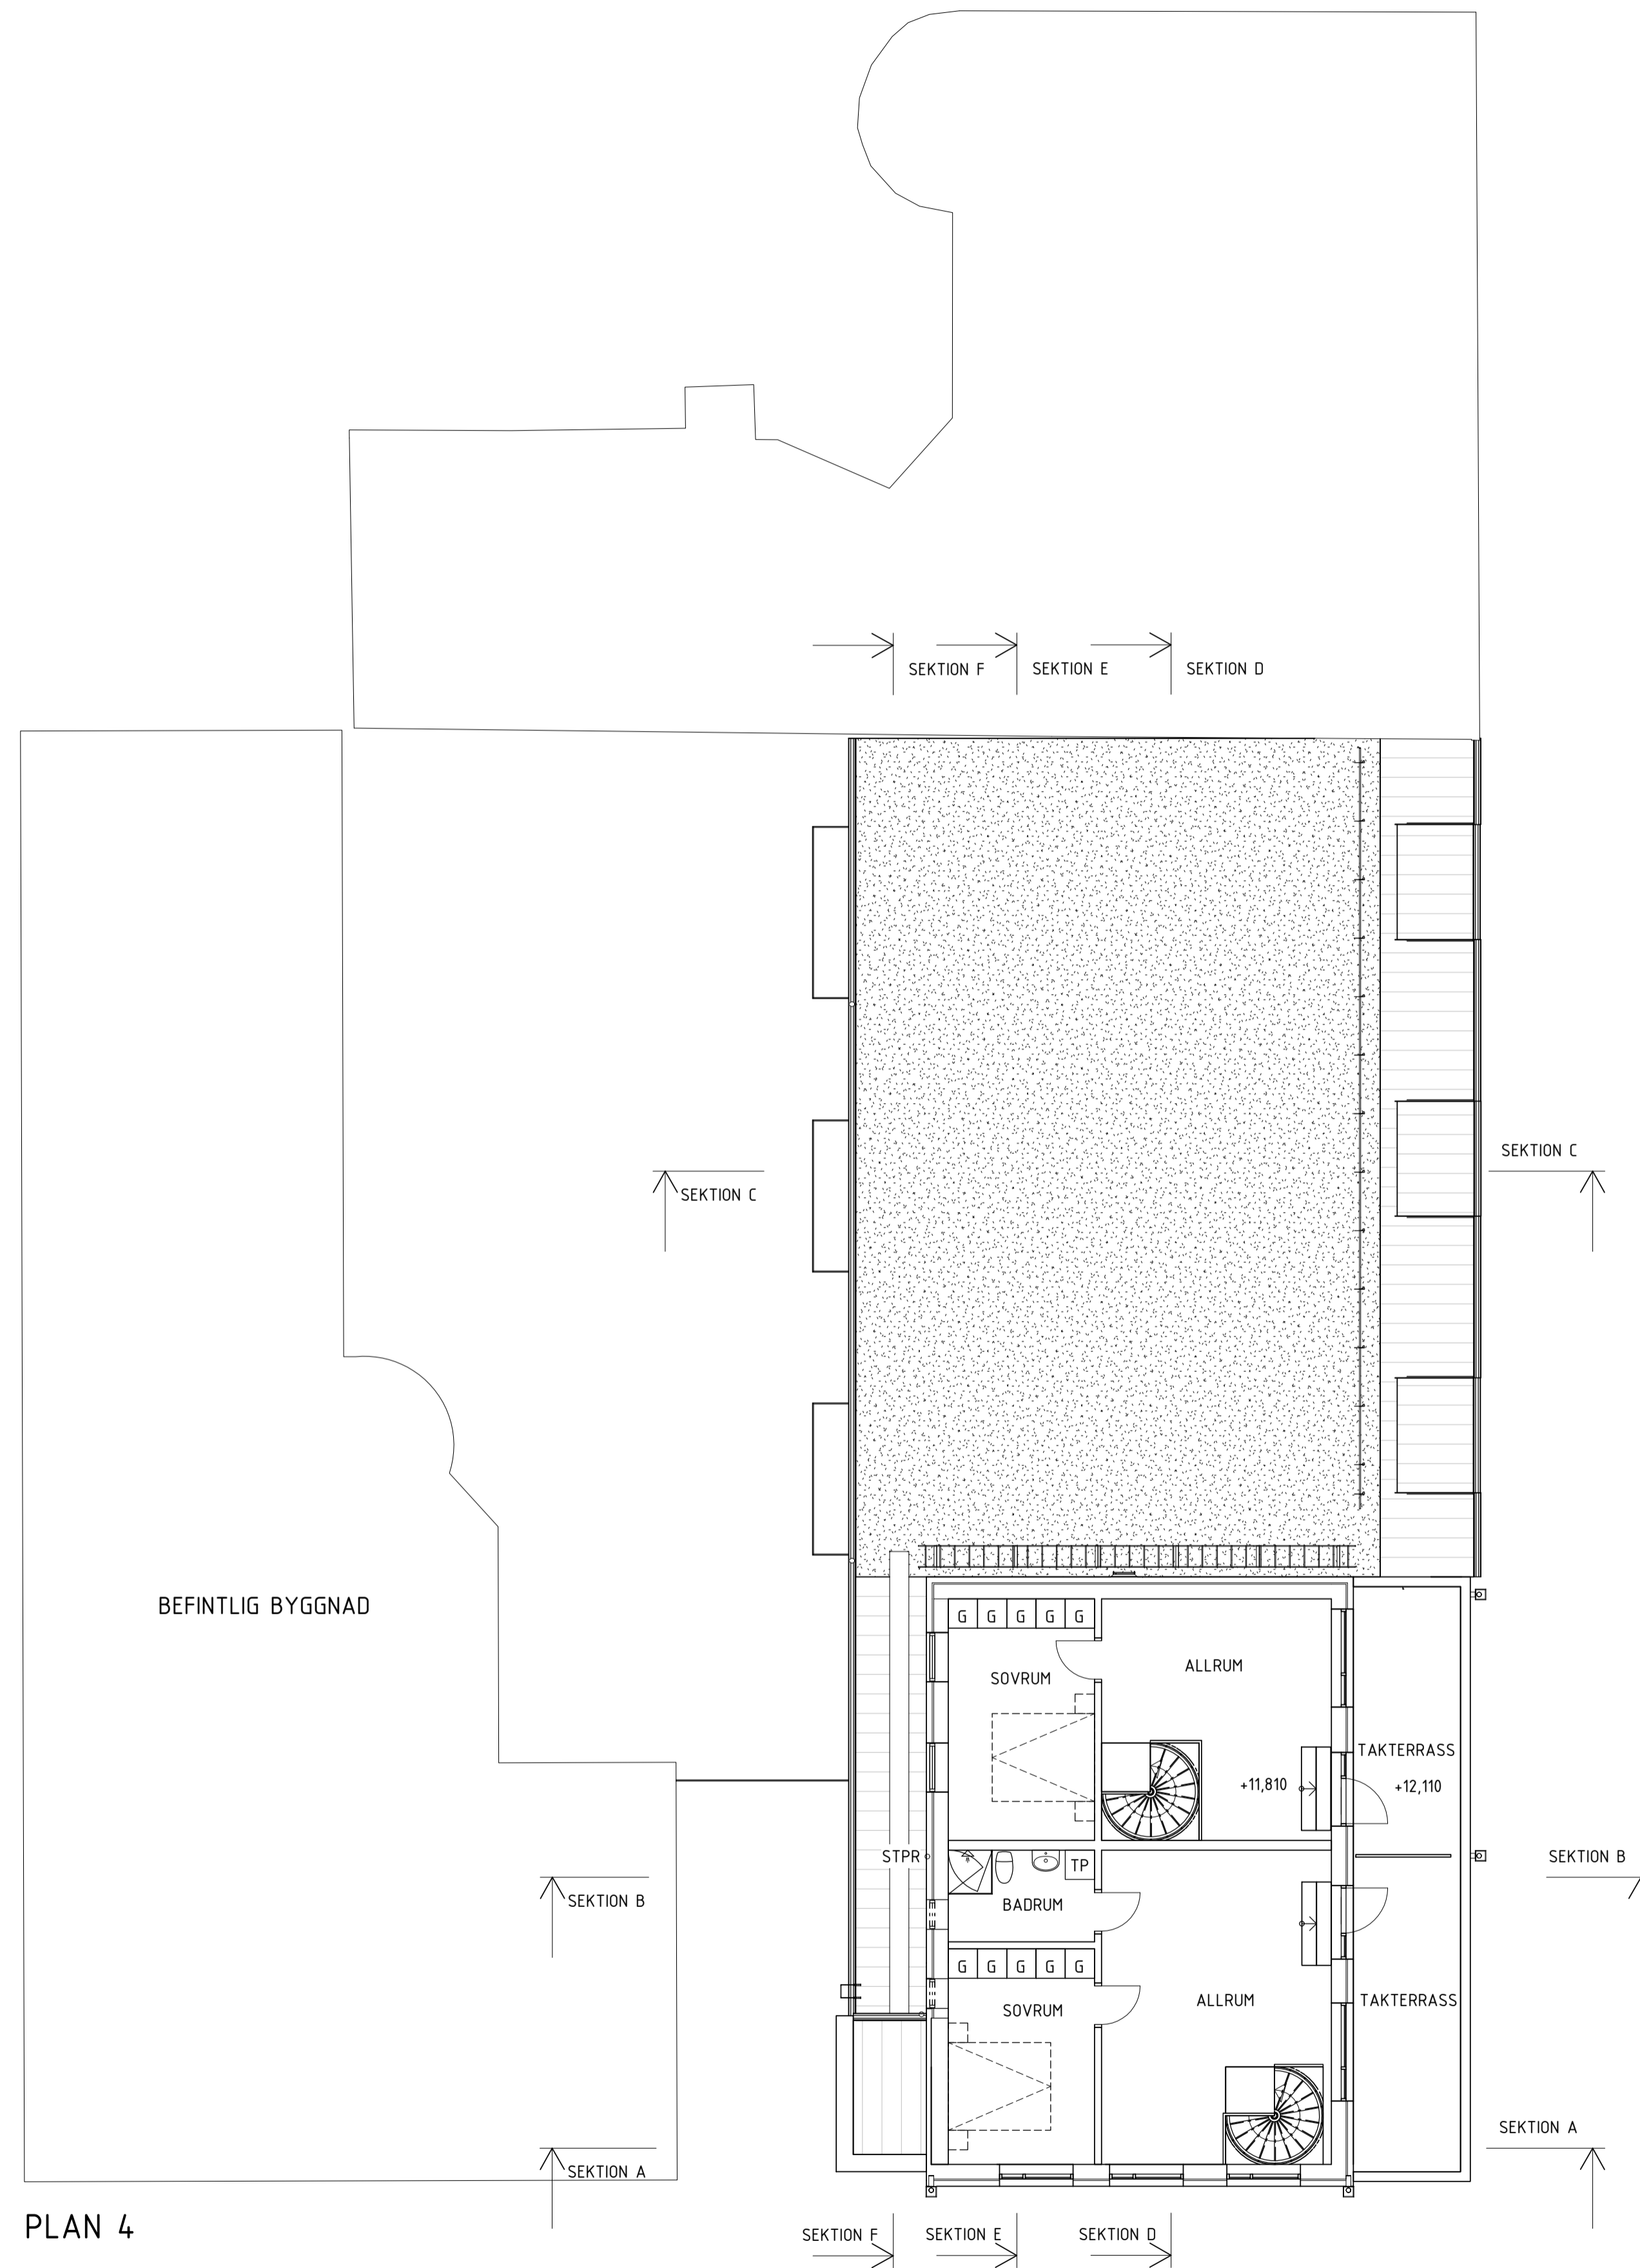 SEKTION F
SEKTION E
SEKTION D
SEKTION C
SEKTION C
BEFINTLIG BYGGNAD
G G G G G
SOVRUM
ALLRUM
TAKTERRASS
+11,810
+12,110
STPR
TP
SEKTION B
SEKTION B
BADRUM
G G G G G
SOVRUM
ALLRUM
TAKTERRASS
SEKTION A
SEKTION A
PLAN 4
SEKTION F
SEKTION E
SEKTION D